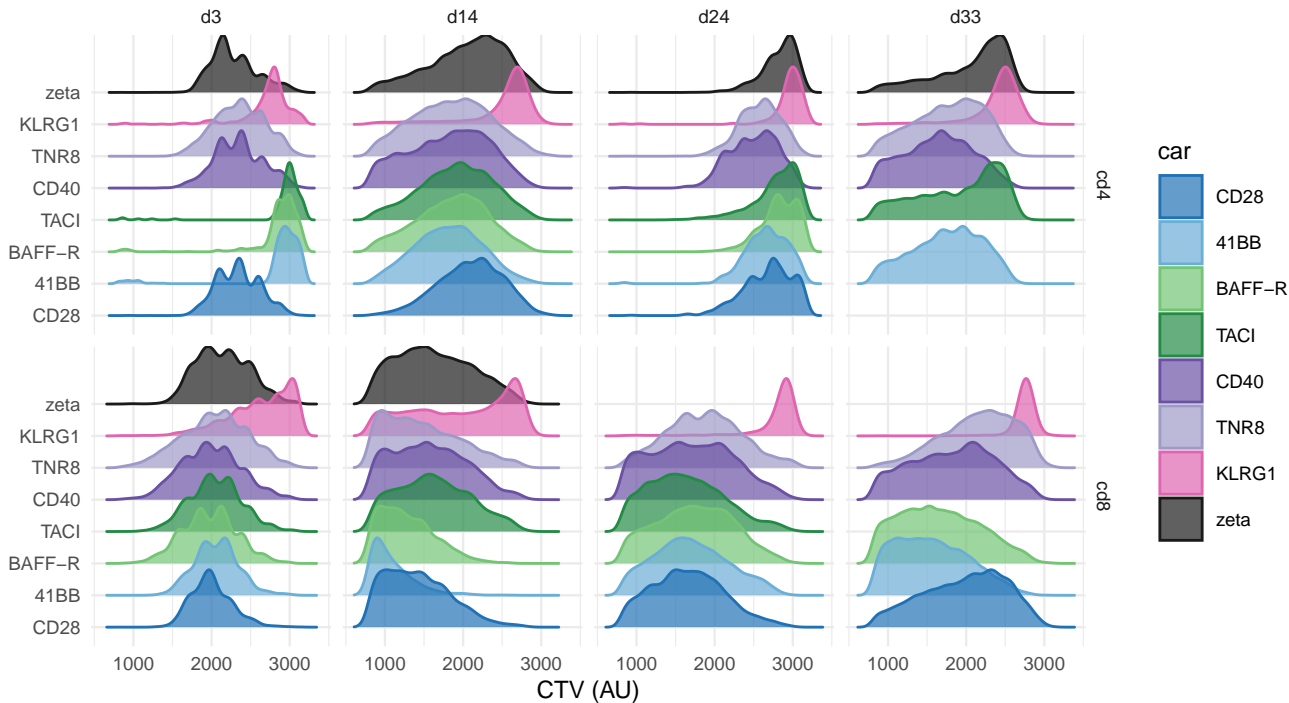 d3 d14 d24 d33
zeta
KLRG1
TNR8
CD40
TACI
BAFF−R
41BB
CD28
cd4
zeta
KLRG1
TNR8
CD40
TACI
BAFF−R
41BB
CD28
cd8
1000 2000 3000 1000 2000 3000 1000 2000 3000 1000 2000 3000
CTV (AU)
car
CD28
41BB
BAFF−R
TACI
CD40
TNR8
KLRG1
zeta